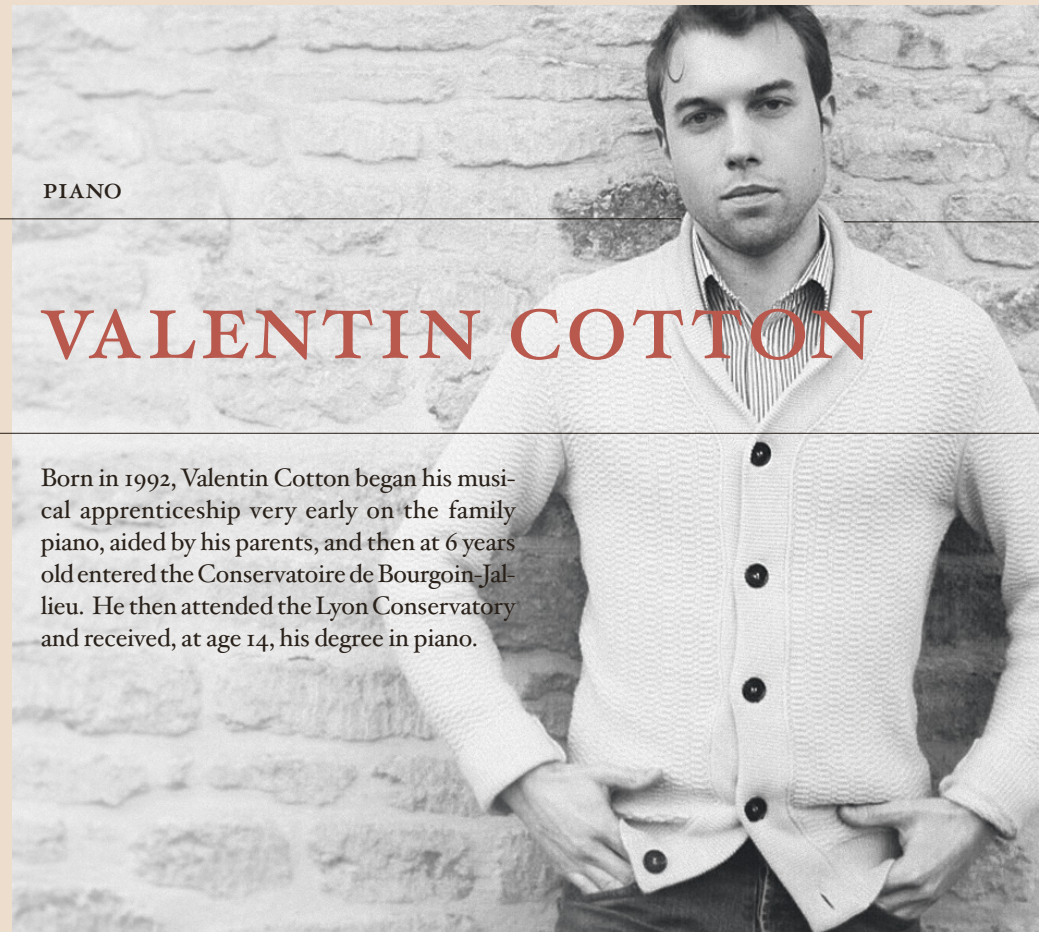 PIANO
VALENTIN COTTON
Born in 1992, Valentin Cotton began his musi-
cal apprenticeship very early on the family
piano, aided by his parents, and then at 6 years
old entered the Conservatoire de Bourgoin-Jal-
lieu. He then attended the Lyon Conservatory
and received, at age 14, his degree in piano.